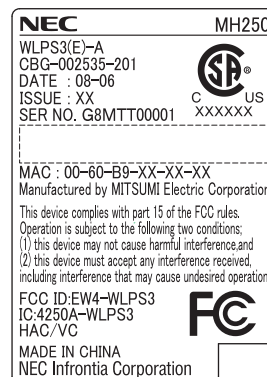 NEC MH250
WLPS3(E)-A
CBG-002535-201
DATE : 08-06
ISSUE : XX
SER NO. G8MTT00001
SA ®
C US
XXXXXX
MAC : 00-60-B9-XX-XX-XX
Manufactured by MITSUMI Electric Corporation
This device complies with part 15 of the FCC rules.
Operation is subject to the following two conditions;
(1) this device may not cause harmful interference,and
(2) this device must accept any interference received,
including interference that may cause undesired operation
FCC ID:EW4-WLPS3
IC:4250A-WLPS3
HAC/VC
FC
MADE IN CHINA
NEC Infrontia Corporation